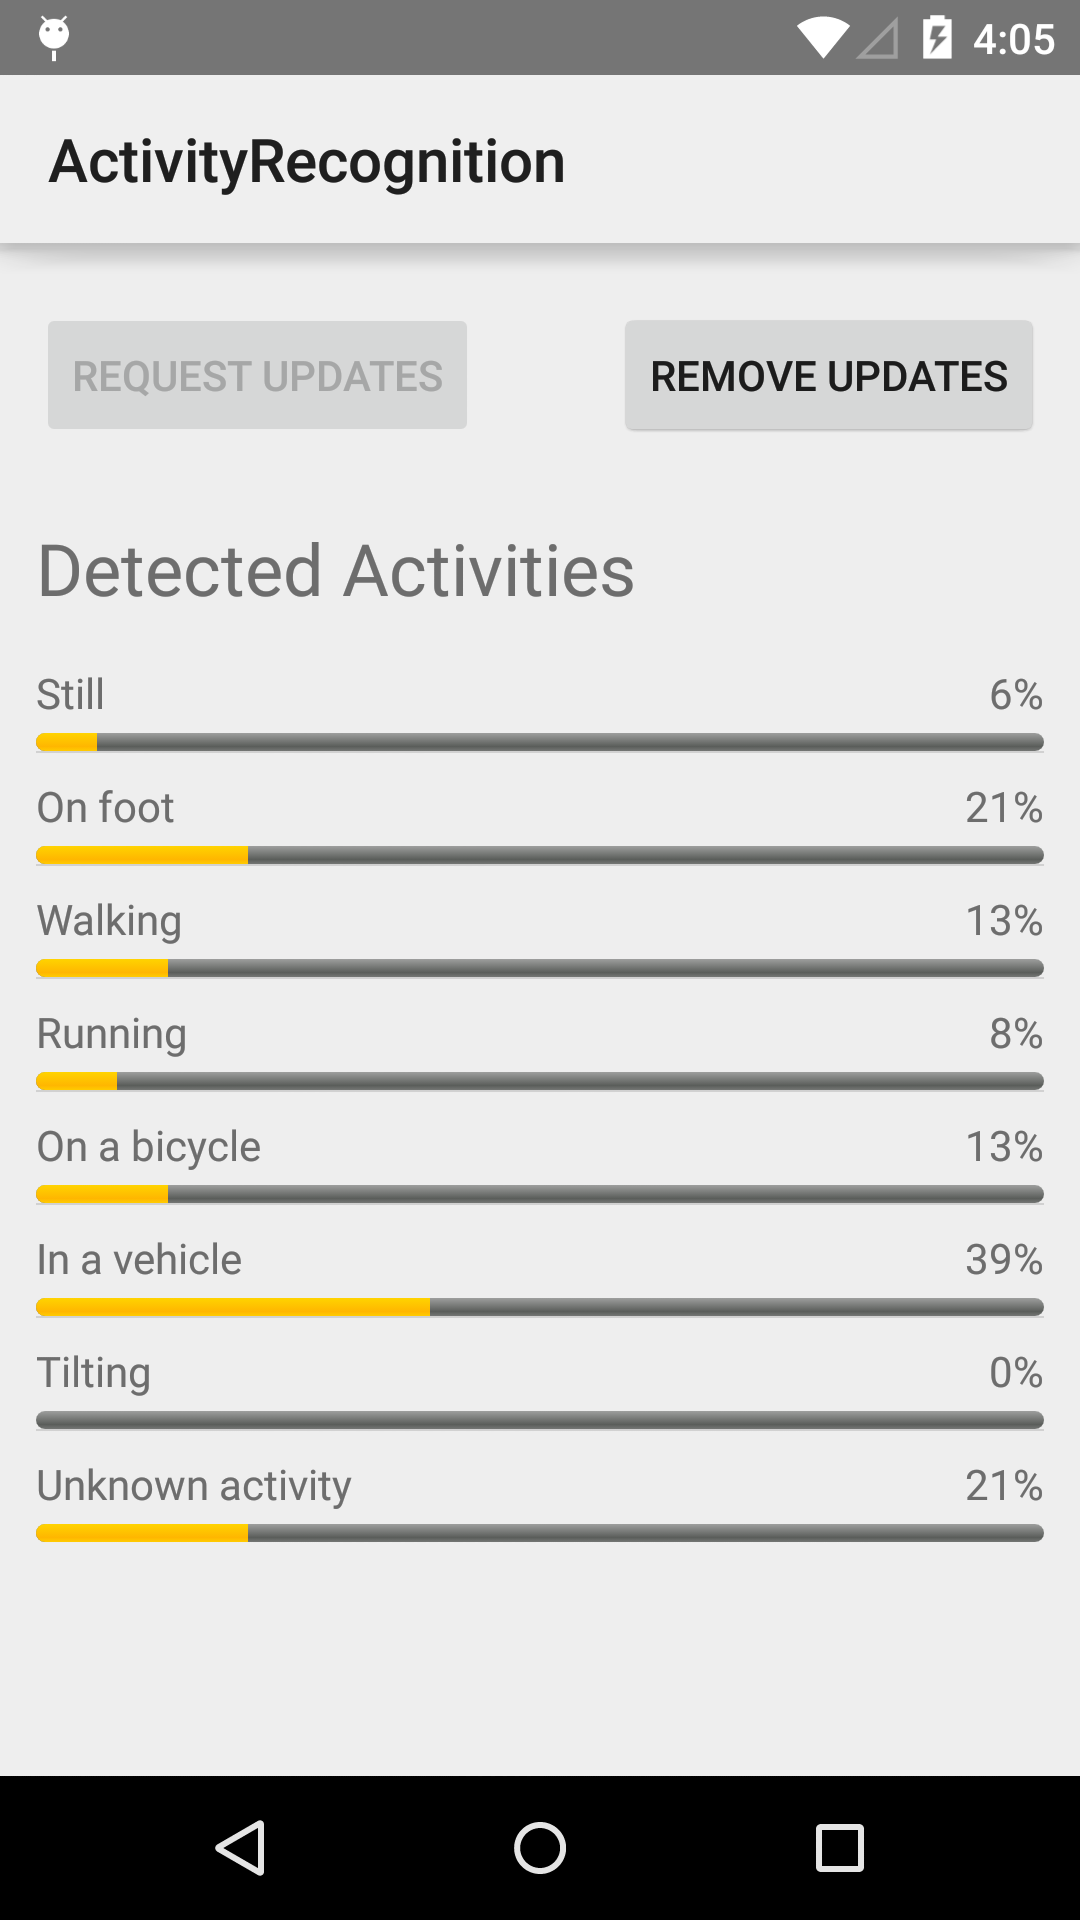 4:05
ActivityRecognition
REQUEST UPDATES REMOVE UPDATES
Detected Activities
Still 6%
On foot 21%
Walking 13%
Running 8%
On a bicycle 13%
In a vehicle 39%
Tilting 0%
Unknown activity 21%